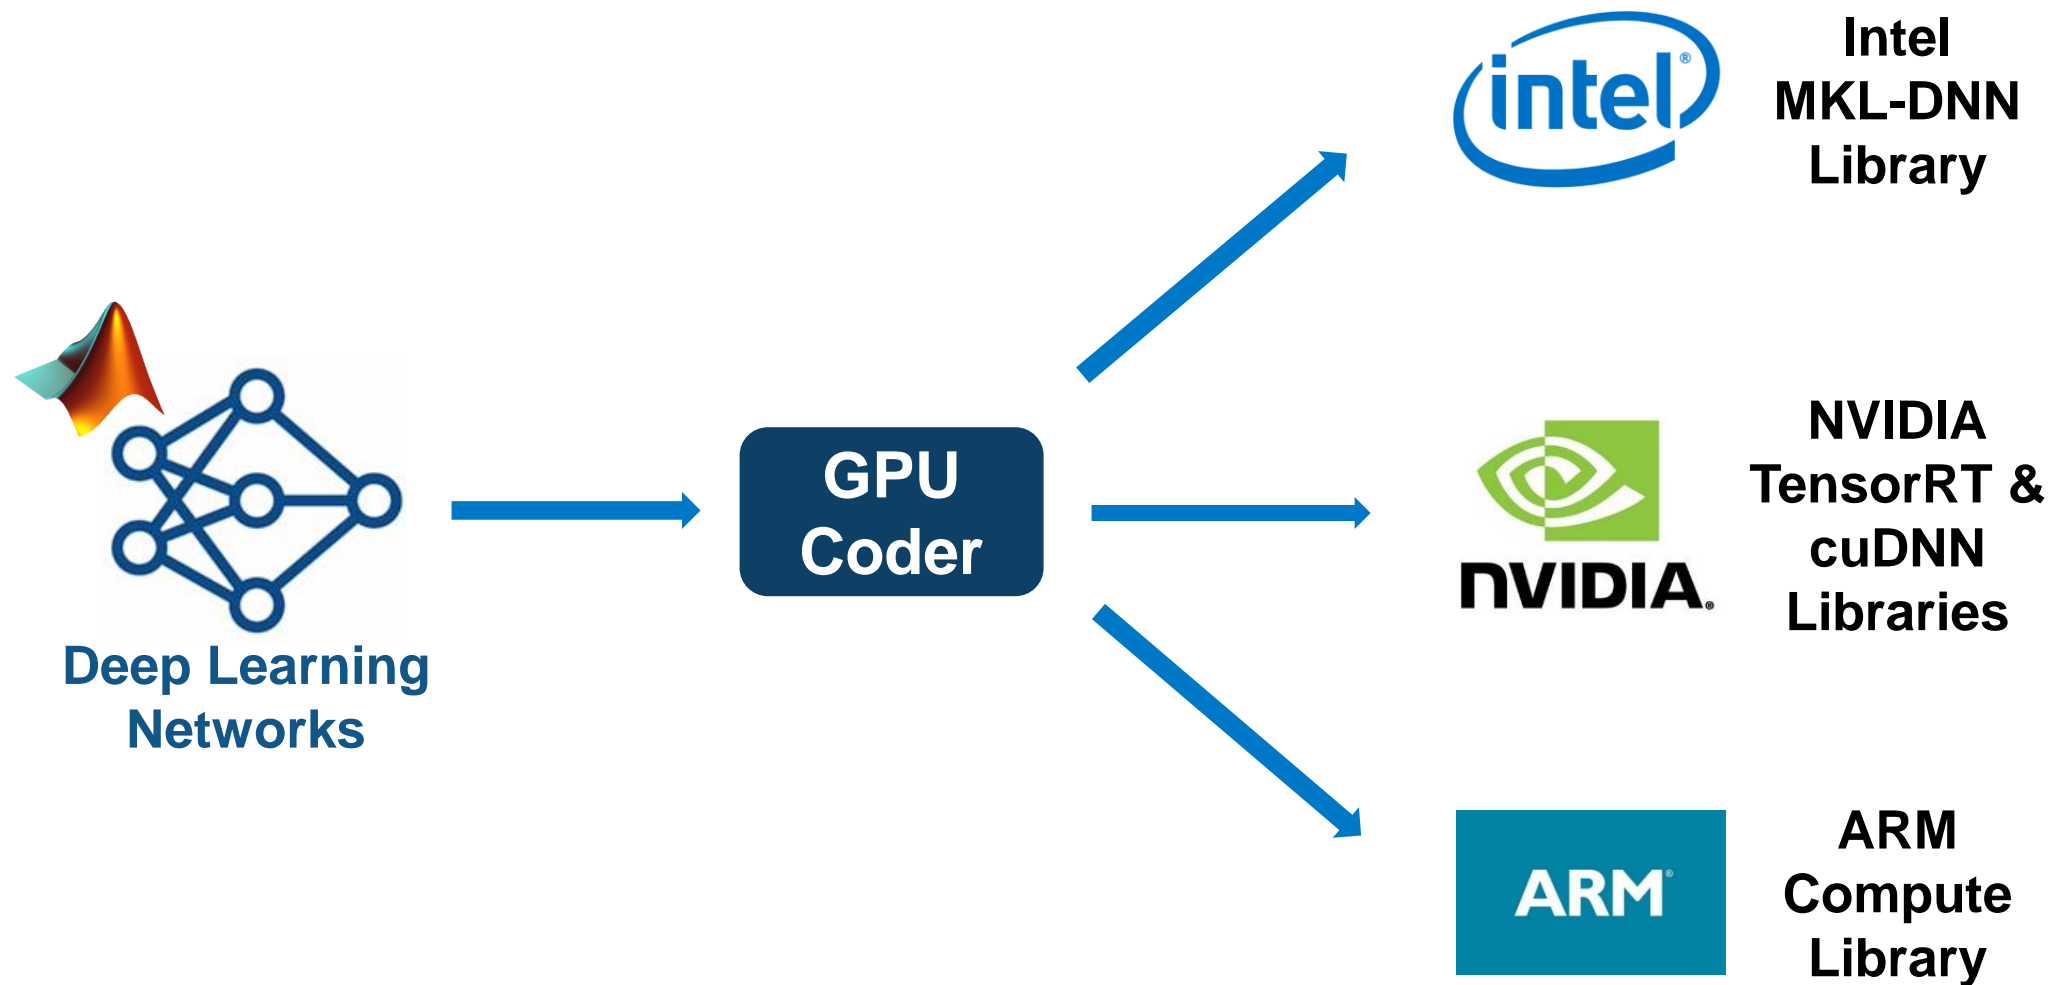 intel®
Intel
MKL-DNN
Library
Deep Learning
Networks
GPU
Coder
NVIDIA.
NVIDIA
TensorRT &
cuDNN
Libraries
ARM®
ARM
Compute
Library